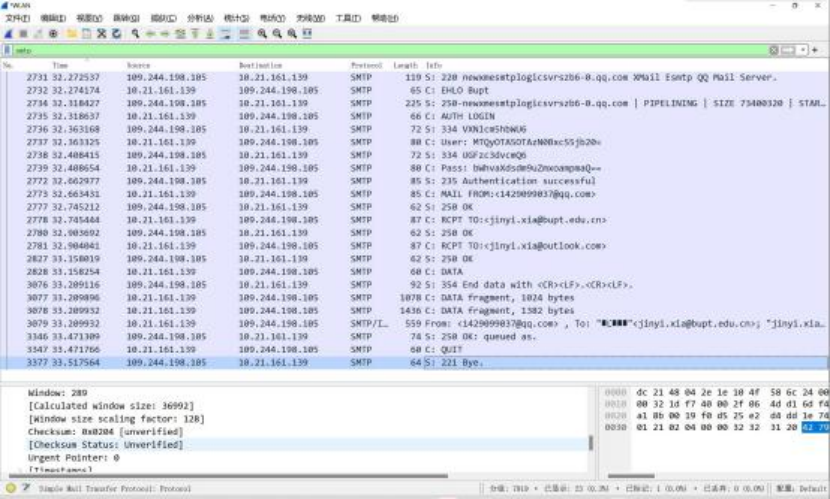 *WLAN
文件(F) 编辑(E) 视图(V) 跳转(G) 捕获(C) 分析(A) 统计(S) 电话(Y) 无线(W) 工具(T) 帮助(H)
smtp
No. Time Source Destination Protocol Length Info
2731 32.272537 109.244.198.105 10.21.161.139 SMTP 119 S: 220 newxmesmtplogicsvrszb6-0.qq.com XMail Esmtp QQ Mail Server.
2732 32.274174 10.21.161.139 109.244.198.105 SMTP 65 C: EHLO Bupt
2734 32.318427 109.244.198.105 10.21.161.139 SMTP 225 S: 250-newxmesmtplogicsvrszb6-0.qq.com | PIPELINING | SIZE 73400320 | STAR…
2735 32.318637 10.21.161.139 109.244.198.105 SMTP 66 C: AUTH LOGIN
2736 32.363168 109.244.198.105 10.21.161.139 SMTP 72 S: 334 VXNlcm5hbWU6
2737 32.363325 10.21.161.139 109.244.198.105 SMTP 80 C: User:
2738 32.408415 109.244.198.105 10.21.161.139 SMTP 72 S: 334 UGFzc3dvcmQ6
2739 32.408654 10.21.161.139 109.244.198.105 SMTP 80 C: Pass:
2772 32.662977 109.244.198.105 10.21.161.139 SMTP 85 S: 235 Authentication successful
2773 32.663431 10.21.161.139 109.244.198.105 SMTP 85 C: MAIL FROM:<1429099037@qq.com>
2777 32.745212 109.244.198.105 10.21.161.139 SMTP 62 S: 250 OK
2778 32.745444 10.21.161.139 109.244.198.105 SMTP 87 C: RCPT TO:<jinyi.xia@bupt.edu.cn>
2780 32.903692 109.244.198.105 10.21.161.139 SMTP 62 S: 250 OK
2781 32.904041 10.21.161.139 109.244.198.105 SMTP 87 C: RCPT TO:<jinyi.xia@outlook.com>
2827 33.158019 109.244.198.105 10.21.161.139 SMTP 62 S: 250 OK
2828 33.158254 10.21.161.139 109.244.198.105 SMTP 60 C: DATA
3076 33.209116 109.244.198.105 10.21.161.139 SMTP 92 S: 354 End data with <CR><LF>.<CR><LF>.
3077 33.209896 10.21.161.139 109.244.198.105 SMTP 1078 C: DATA fragment, 1024 bytes
3078 33.209932 10.21.161.139 109.244.198.105 SMTP 1436 C: DATA fragment, 1382 bytes
3079 33.209932 10.21.161.139 109.244.198.105 SMTP/I… 559 From: <1429099037@qq.com> , To: "<jinyi.xia@bupt.edu.cn>; "jinyi.xia…
3346 33.471309 109.244.198.105 10.21.161.139 SMTP 74 S: 250 OK: queued as.
3347 33.471766 10.21.161.139 109.244.198.105 SMTP 60 C: QUIT
3377 33.517564 109.244.198.105 10.21.161.139 SMTP 64 S: 221 Bye.
Window: 289
[Calculated window size: 36992]
[Window size scaling factor: 128]
Checksum: 0x0204 [unverified]
[Checksum Status: Unverified]
Urgent Pointer: 0
[Timestamps]
0000 dc 21 48 04 2e 1e 10 4f 58 6c 24 00
0010 00 32 1d f7 40 00 2f 06 4d d1 6d f4
0020 a1 8b 00 19 f0 d5 25 e2 d4 dd 1e 74
0030 01 21 02 04 00 00 32 32 31 20 42 79
Simple Mail Transfer Protocol: Protocol
分组: 7819 · 已显示: 23 (0.3%) · 已标记: 1 (0.0%) · 已丢弃: 0 (0.0%)
配置: Default